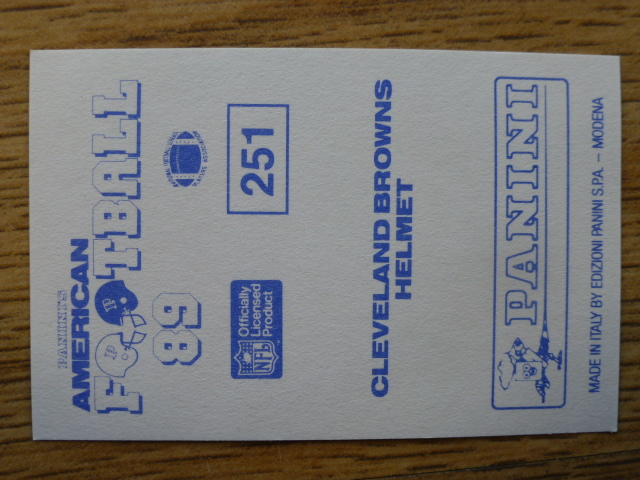 PANINI'S
AMERICAN
FOOTBALL
89
NFL
Officially
Licensed
Product
251
CLEVELAND BROWNS
HELMET
PANINI
MADE IN ITALY BY EDIZIONI PANINI S.P.A. – MODENA